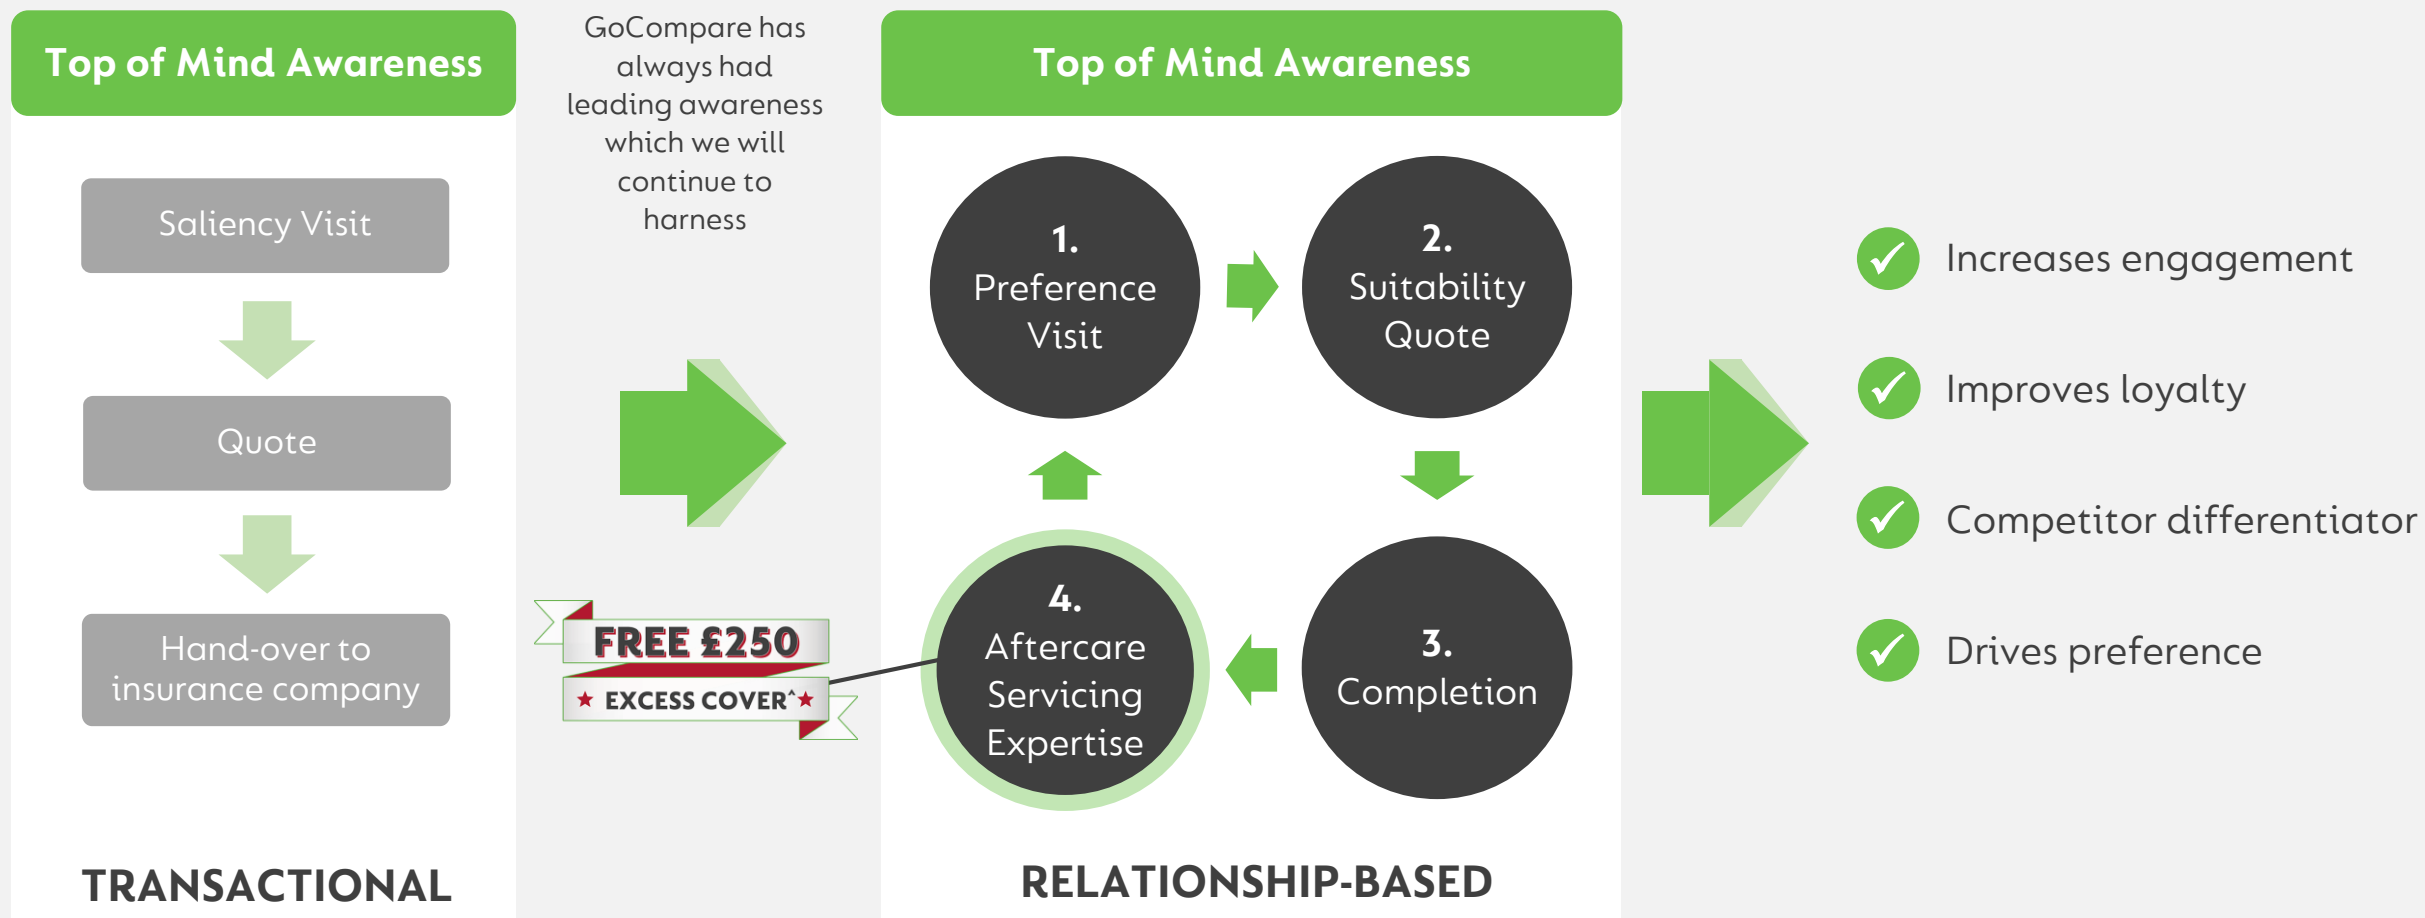 Top of Mind Awareness
Saliency Visit
Quote
Hand-over to
insurance company
TRANSACTIONAL
GoCompare has
always had
leading awareness
which we will
continue to
harness
FREE £250
EXCESS COVER^
Top of Mind Awareness
1.
Preference
Visit
2.
Suitability
Quote
3.
Completion
4.
Aftercare
Servicing
Expertise
RELATIONSHIP-BASED
Increases engagement
Improves loyalty
Competitor differentiator
Drives preference